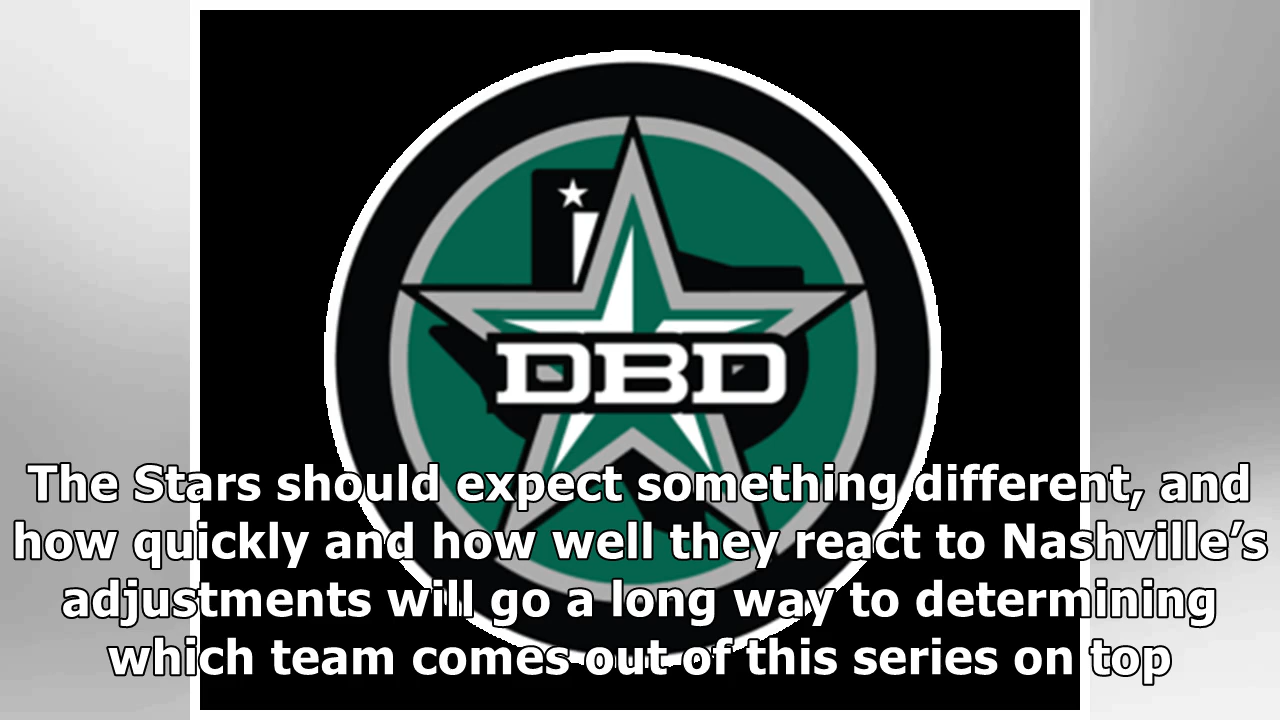 DBD
The Stars should expect something different, and
how quickly and how well they react to Nashville’s
adjustments will go a long way to determining
which team comes out of this series on top